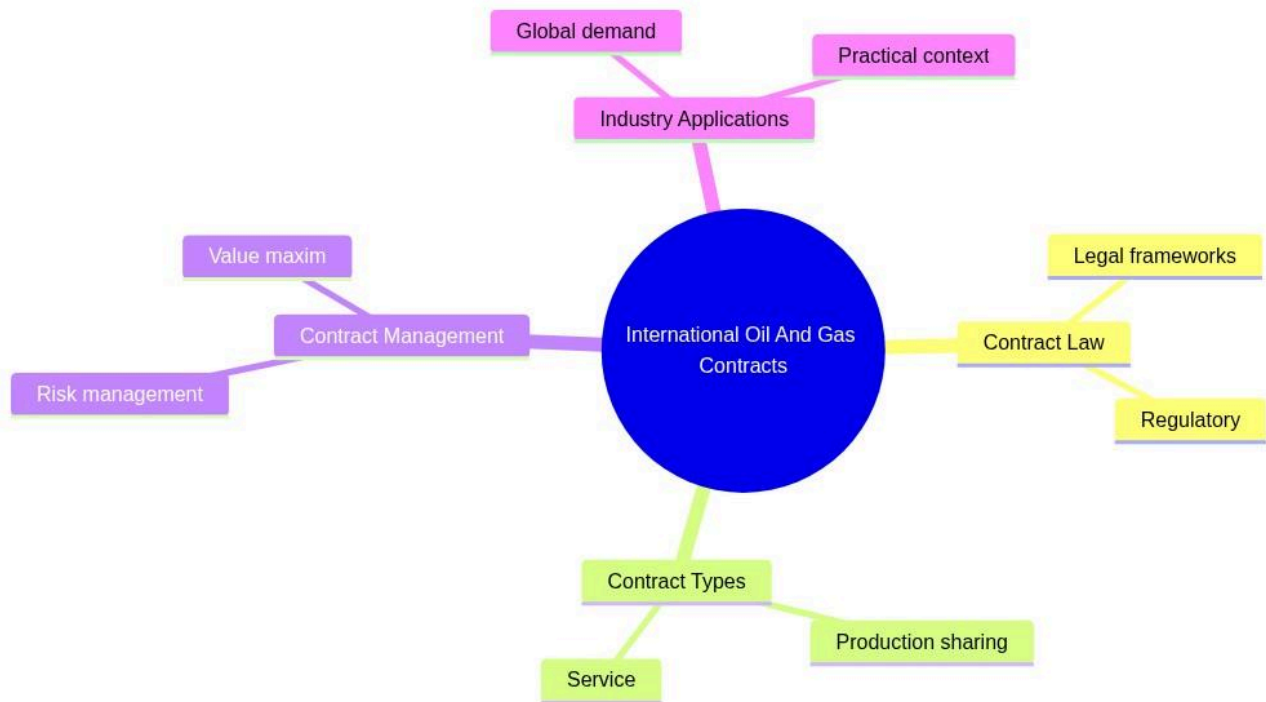 Global demand
Practical context
Industry Applications
Value maxim
Legal frameworks
Contract Management
International Oil And Gas
Contracts
Contract Law
Risk management
Regulatory
Contract Types
Production sharing
Service